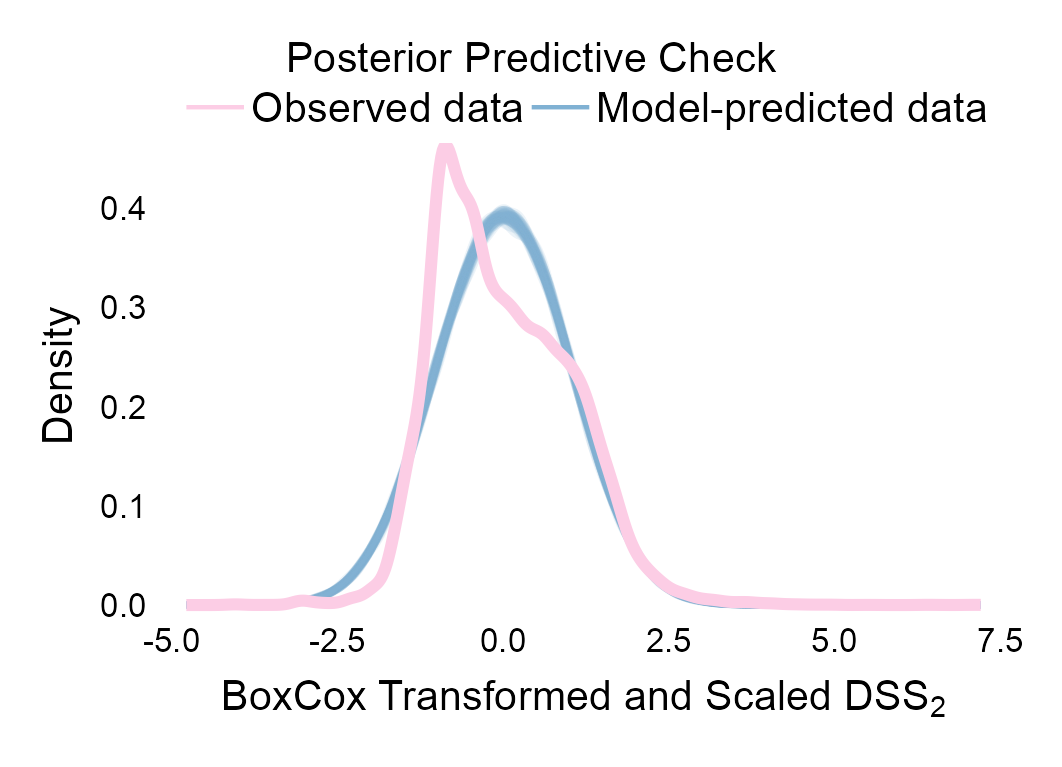 Posterior Predictive Check
Observed data Model-predicted data
0.4
0.3
0.2
0.1
0.0
Density
-5.0 -2.5 0.0 2.5 5.0 7.5
BoxCox Transformed and Scaled DSS₂